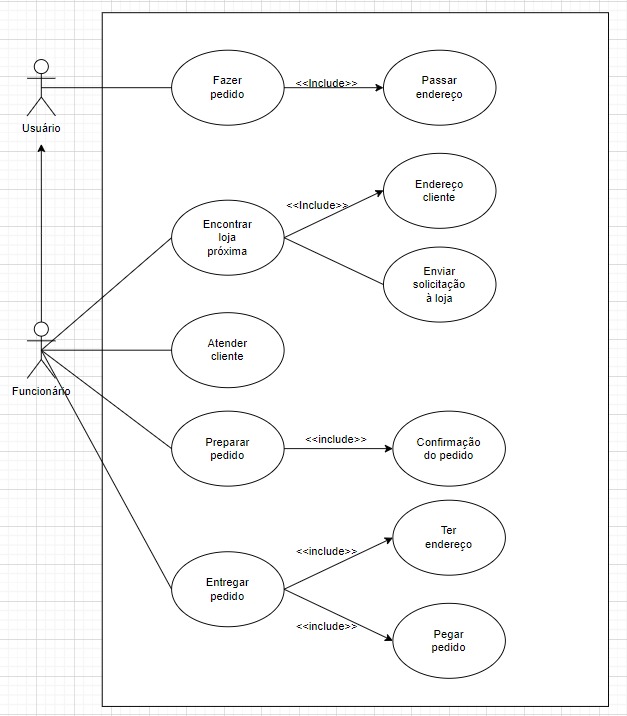 Fazer
pedido
<<Include>>
Passar
endereço
Usuário
Endereço
cliente
<<Include>>
Encontrar
loja
próxima
Enviar
solicitação
à loja
Atender
cliente
Funcionário
Preparar
pedido
<<include>>
Confirmação
do pedido
Ter
endereço
<<include>>
Entregar
pedido
<<include>>
Pegar
pedido